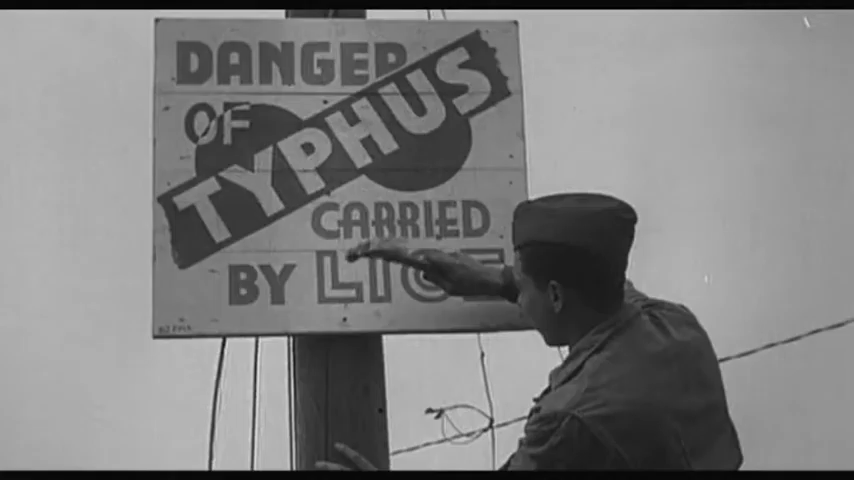 DANGER
OF
TYPHUS
CARRIED
BY LICE